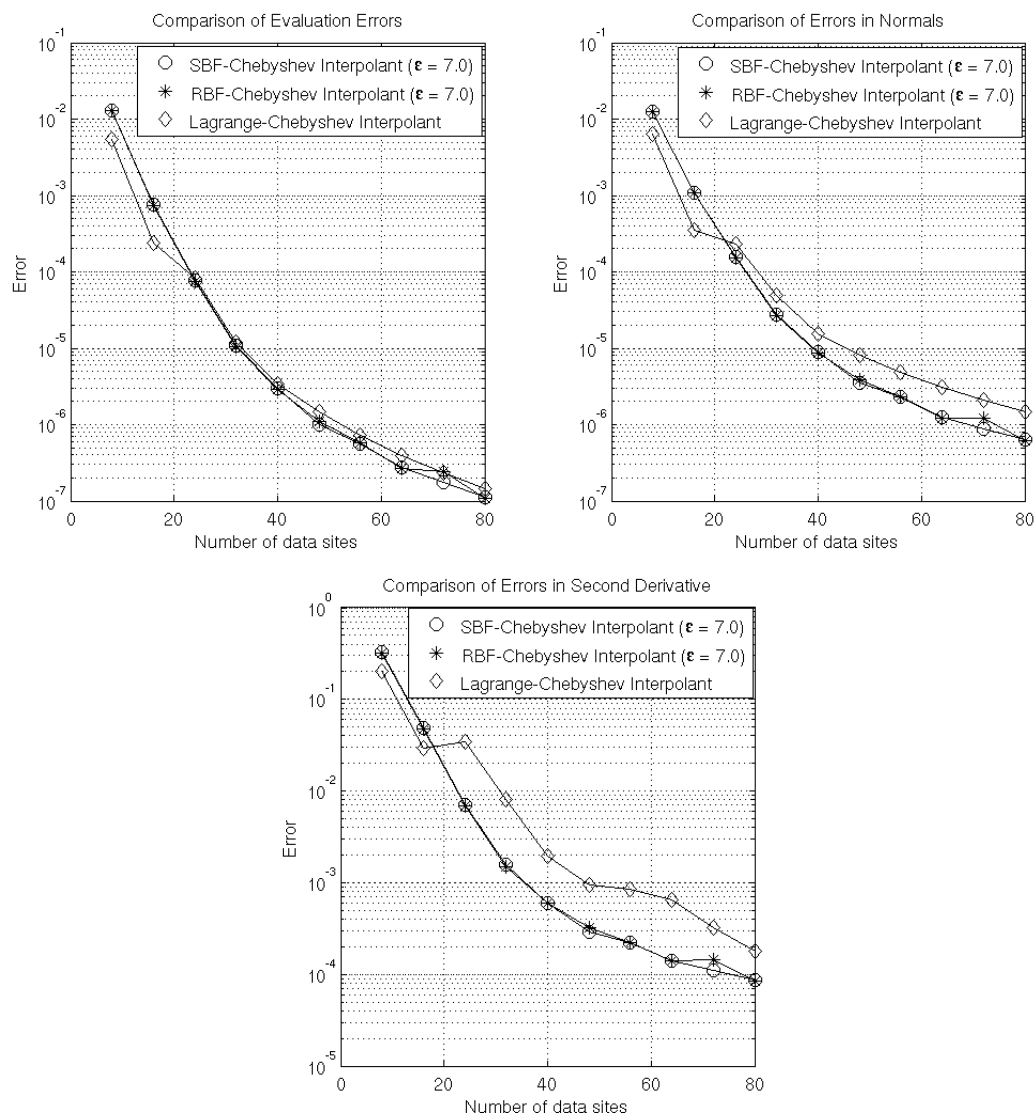 Comparison of Evaluation Errors
10^-1
10^-2
10^-3
10^-4
10^-5
10^-6
10^-7
Error
0 20 40 60 80
Number of data sites
SBF-Chebyshev Interpolant (ε = 7.0)
RBF-Chebyshev Interpolant (ε = 7.0)
Lagrange-Chebyshev Interpolant
Comparison of Errors in Normals
10^-1
10^-2
10^-3
10^-4
10^-5
10^-6
10^-7
Error
0 20 40 60 80
Number of data sites
SBF-Chebyshev Interpolant (ε = 7.0)
RBF-Chebyshev Interpolant (ε = 7.0)
Lagrange-Chebyshev Interpolant
Comparison of Errors in Second Derivative
10^0
10^-1
10^-2
10^-3
10^-4
10^-5
Error
0 20 40 60 80
Number of data sites
SBF-Chebyshev Interpolant (ε = 7.0)
RBF-Chebyshev Interpolant (ε = 7.0)
Lagrange-Chebyshev Interpolant